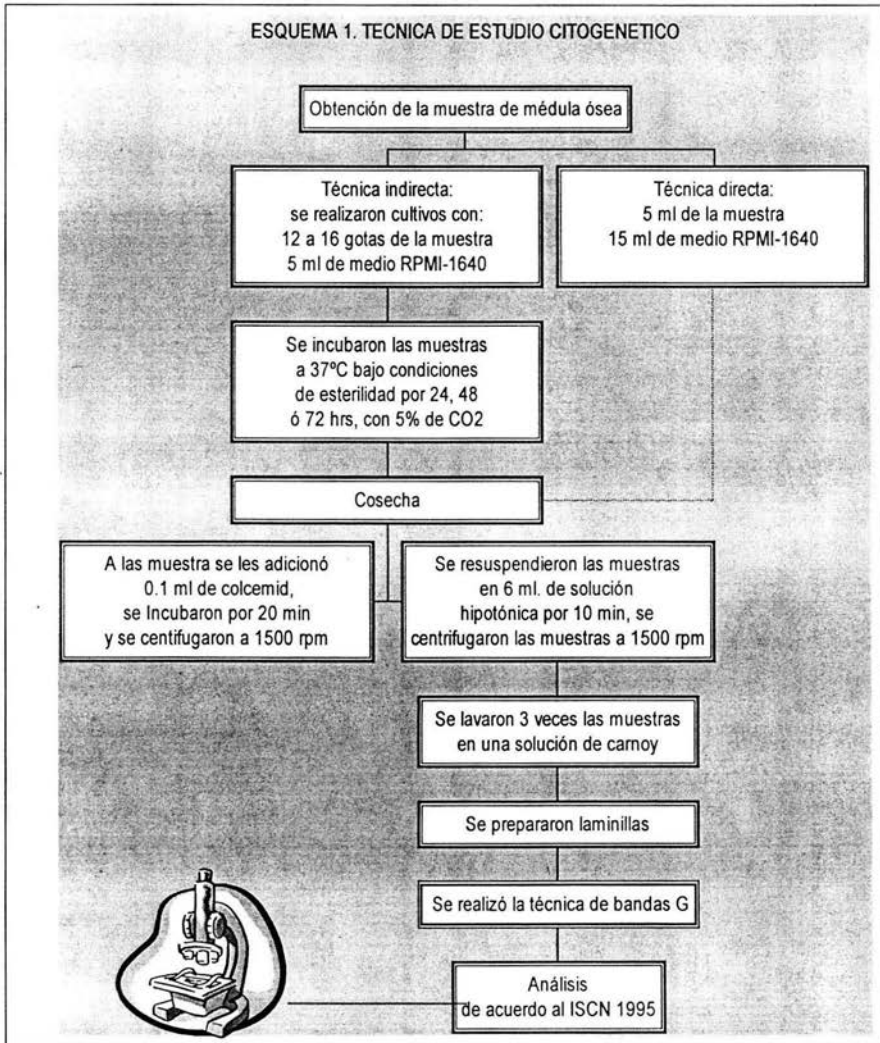 ESQUEMA 1. TECNICA DE ESTUDIO CITOGENETICO
Obtención de la muestra de médula ósea
Técnica indirecta:
se realizaron cultivos con:
12 a 16 gotas de la muestra
5 ml de medio RPMI-1640
Técnica directa:
5 ml de la muestra
15 ml de medio RPMI-1640
Se incubaron las muestras
a 37ºC bajo condiciones
de esterilidad por 24, 48
ó 72 hrs, con 5% de CO2
Cosecha
A las muestra se les adicionó
0.1 ml de colcemid,
se Incubaron por 20 min
y se centifugaron a 1500 rpm
Se resuspendieron las muestras
en 6 ml. de solución
hipotónica por 10 min, se
centrifugaron las muestras a 1500 rpm
Se lavaron 3 veces las muestras
en una solución de carnoy
Se prepararon laminillas
Se realizó la técnica de bandas G
Análisis
de acuerdo al ISCN 1995